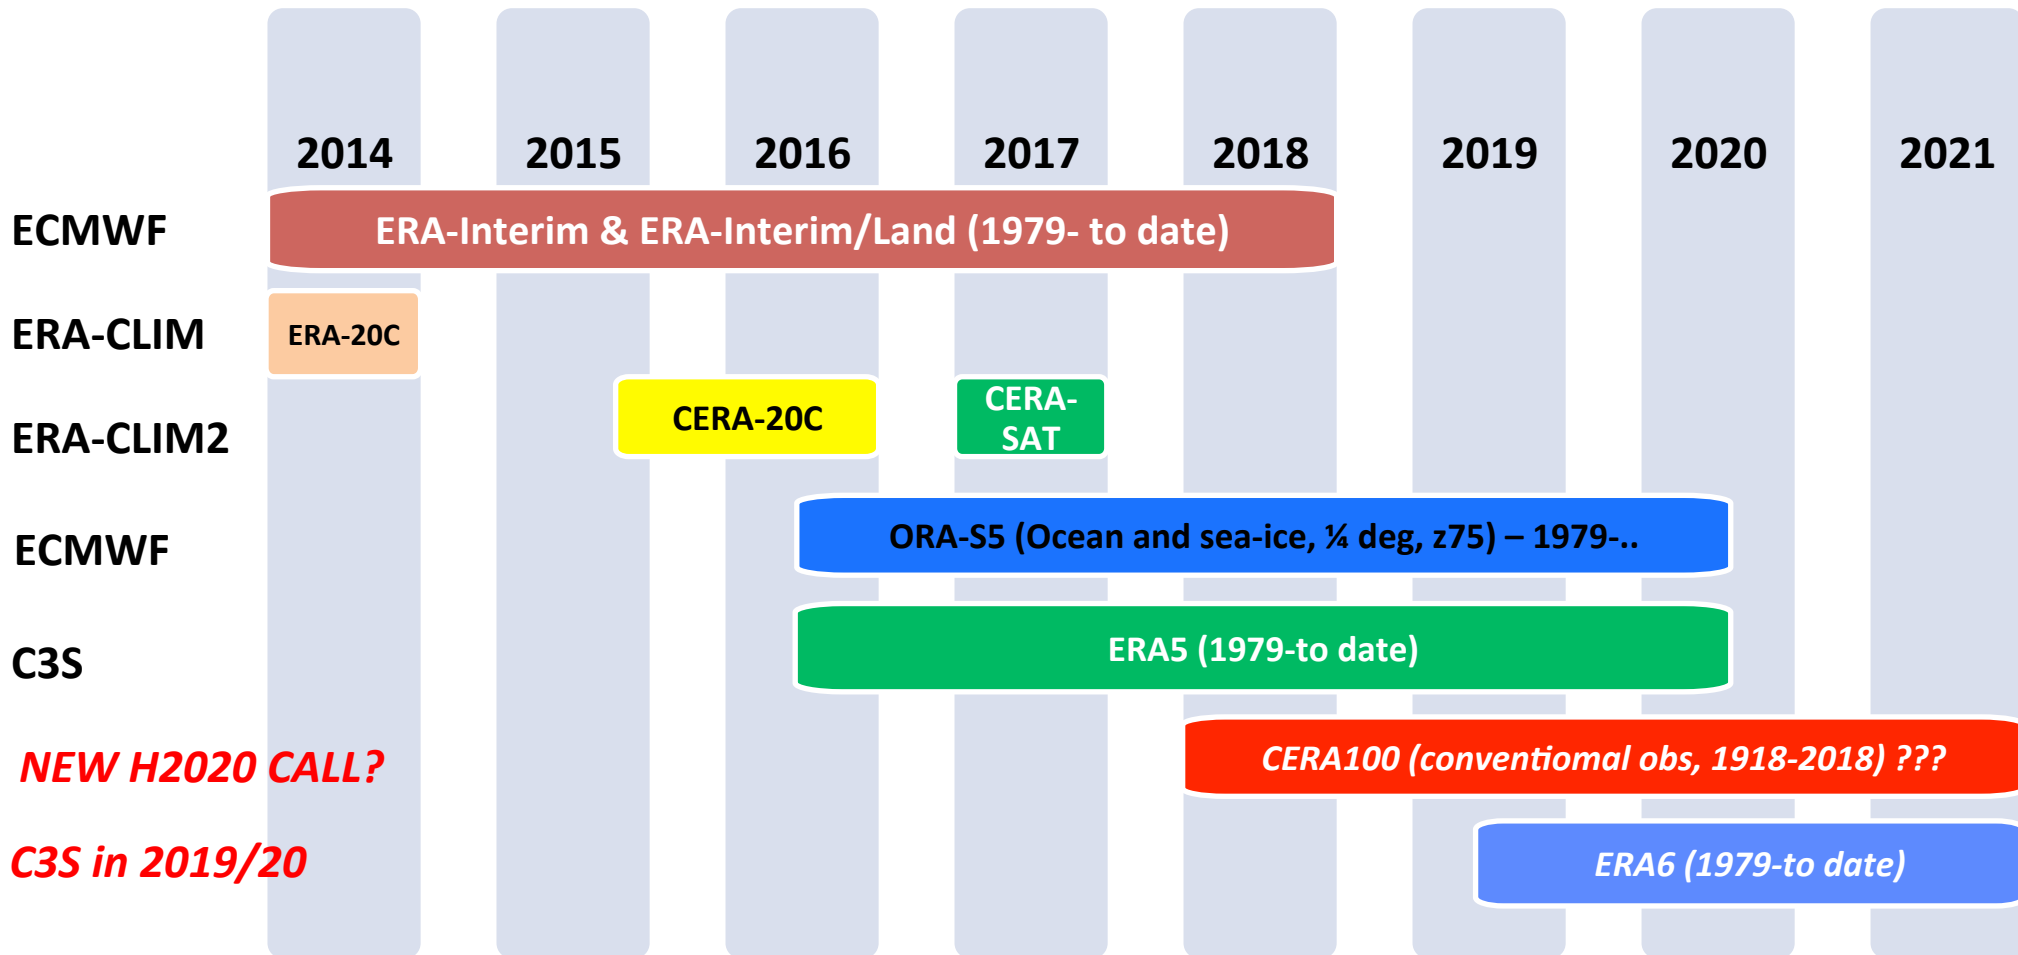 2014 2015 2016 2017 2018 2019 2020 2021
ECMWF
ERA-Interim & ERA-Interim/Land (1979- to date)
ERA-CLIM
ERA-20C
ERA-CLIM2
CERA-20C
CERA-
SAT
ECMWF
ORA-S5 (Ocean and sea-ice, ¼ deg, z75) – 1979-..
C3S
ERA5 (1979-to date)
NEW H2020 CALL?
CERA100 (conventiomal obs, 1918-2018) ???
C3S in 2019/20
ERA6 (1979-to date)